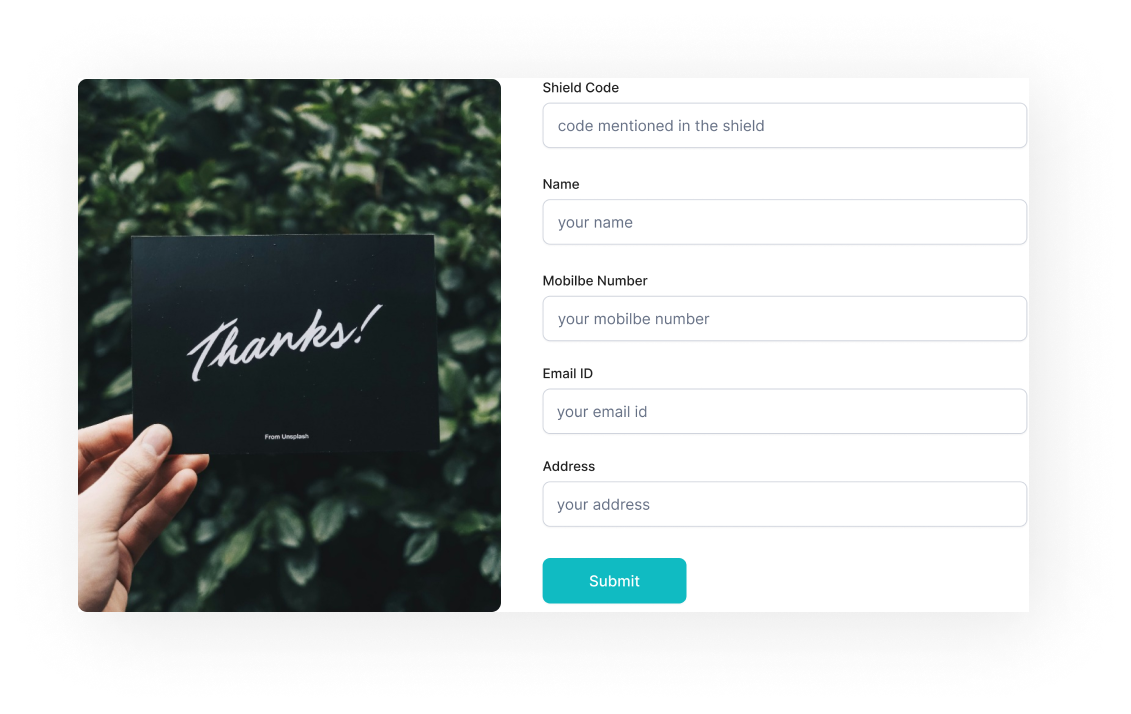 Thanks!
From Unsplash
Shield Code
code mentioned in the shield
Name
your name
Mobilbe Number
your mobilbe number
Email ID
your email id
Address
your address
Submit